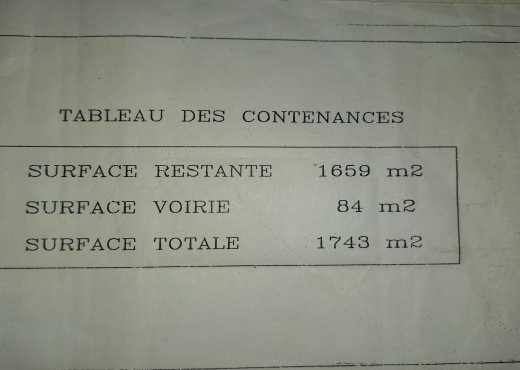 TABLEAU DES CONTENANCES
SURFACE RESTANTE 1659 m2
SURFACE VOIRIE 84 m2
SURFACE TOTALE 1743 m2